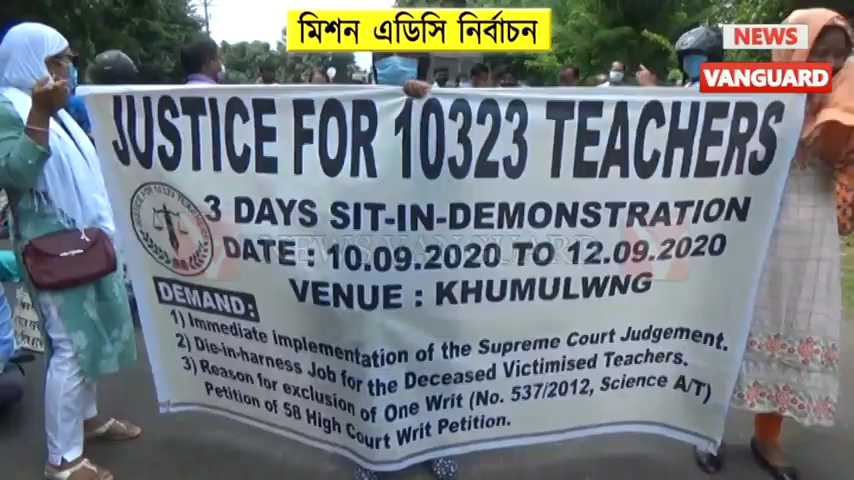 মিশন এডিসি নির্বাচন
NEWS
VANGUARD
JUSTICE FOR 10323 TEACHERS
3 DAYS SIT-IN-DEMONSTRATION
DATE : 10.09.2020 TO 12.09.2020
VENUE : KHUMULWNG
DEMAND:
1) Immediate implementation of the Supreme Court Judgement.
2) Die-in-harness Job for the Deceased Victimised Teachers.
3) Reason for exclusion of One Writ (No. 537/2012, Science A/T)
Petition of 58 High Court Writ Petition.
NEWS VANGUARD